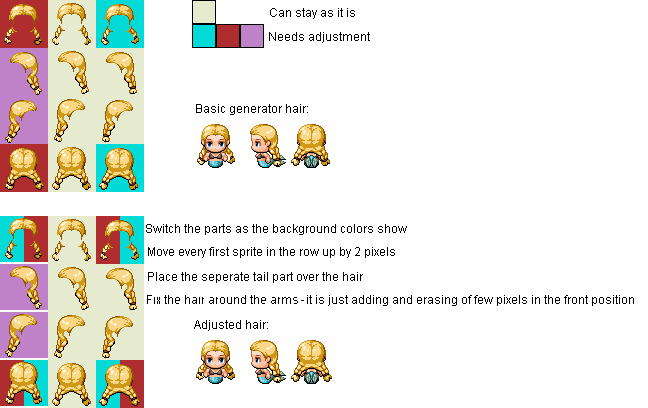 Can stay as it is
Needs adjustment
Basic generator hair:
Switch the parts as the background colors show
Move every first sprite in the row up by 2 pixels
Place the seperate tail part over the hair
Fix the hair around the arms - it is just adding and erasing of few pixels in the front position
Adjusted hair: